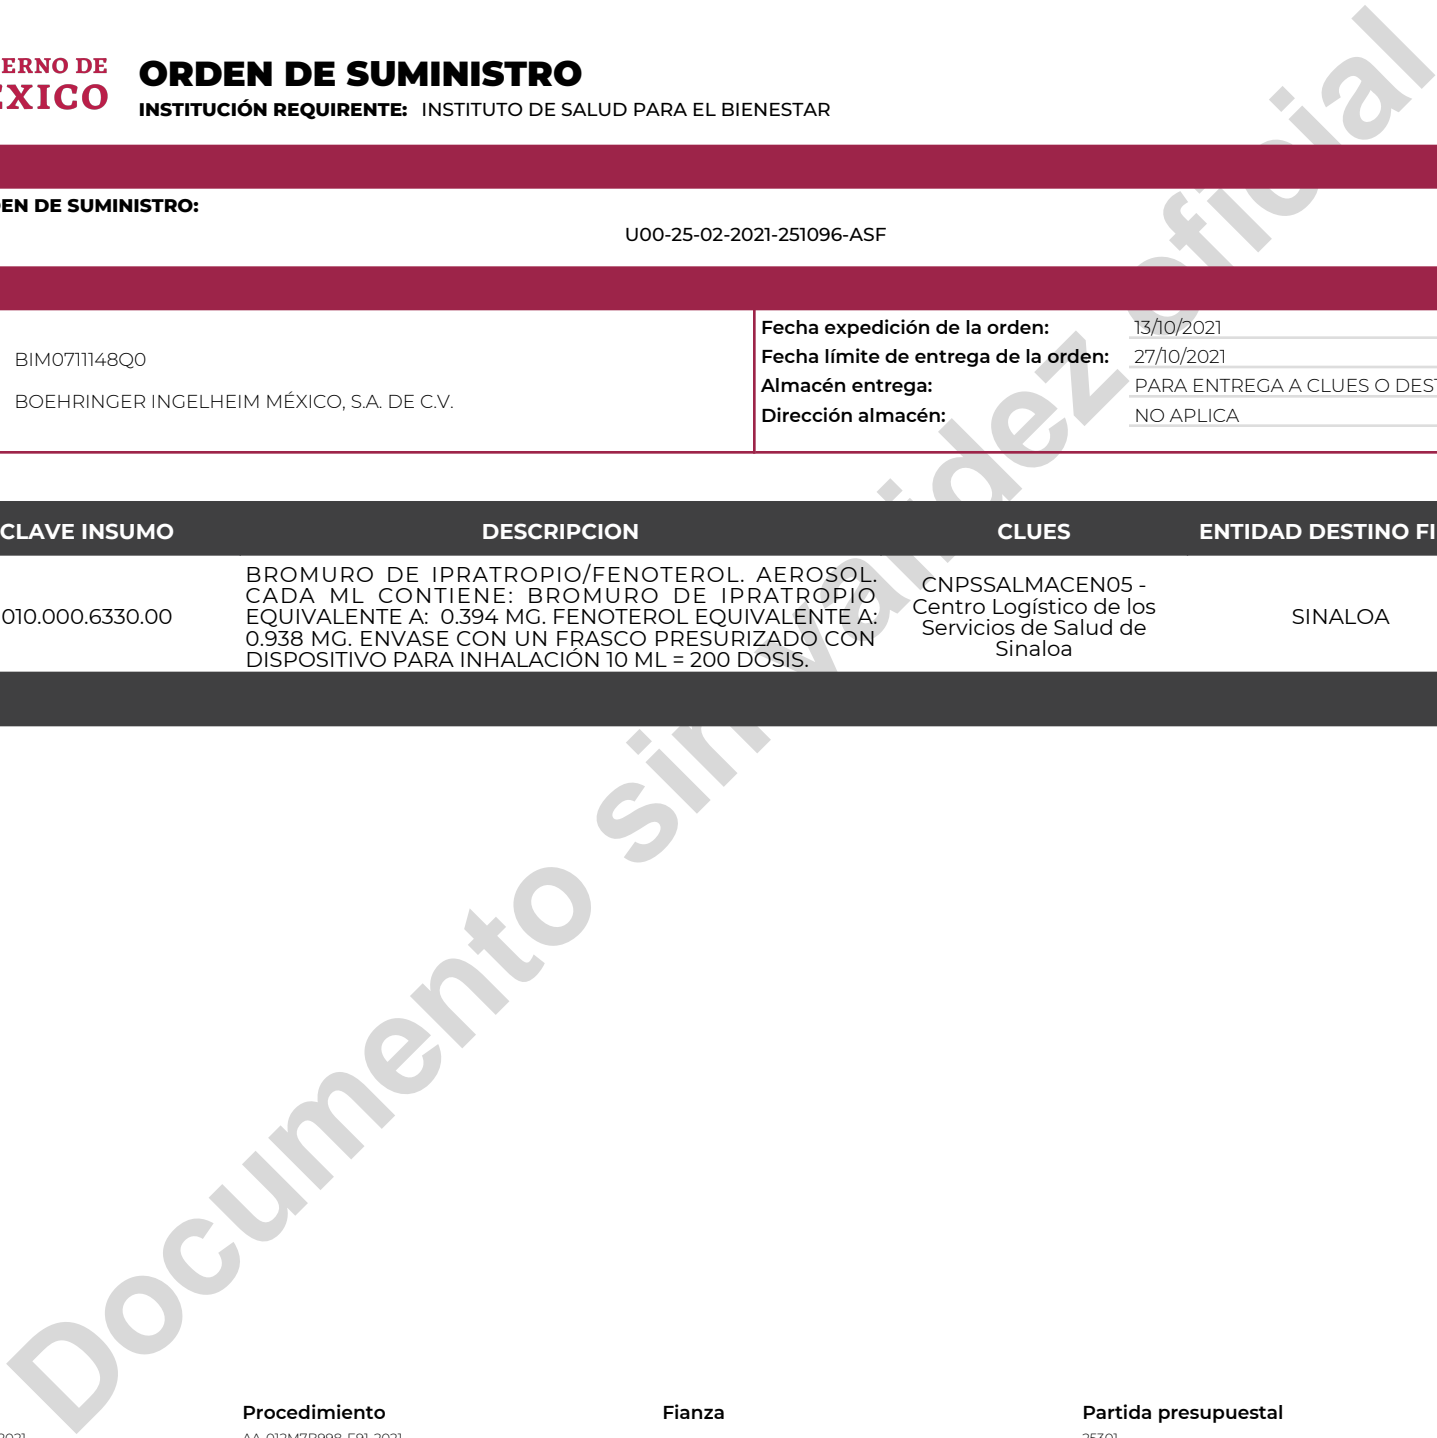 ERNO DE
ÉXICO
ORDEN DE SUMINISTRO
INSTITUCIÓN REQUIRENTE: INSTITUTO DE SALUD PARA EL BIENESTAR
EN DE SUMINISTRO:
U00-25-02-2021-251096-ASF
BIM0711148Q0
BOEHRINGER INGELHEIM MÉXICO, S.A. DE C.V.
Fecha expedición de la orden: 13/10/2021
Fecha límite de entrega de la orden: 27/10/2021
Almacén entrega: PARA ENTREGA A CLUES O DEST
Dirección almacén: NO APLICA
CLAVE INSUMO DESCRIPCION CLUES ENTIDAD DESTINO FI
010.000.6330.00
BROMURO DE IPRATROPIO/FENOTEROL. AEROSOL.
CADA ML CONTIENE: BROMURO DE IPRATROPIO
EQUIVALENTE A: 0.394 MG. FENOTEROL EQUIVALENTE A:
0.938 MG. ENVASE CON UN FRASCO PRESURIZADO CON
DISPOSITIVO PARA INHALACIÓN 10 ML = 200 DOSIS.
CNPSSALMACEN05 -
Centro Logístico de los
Servicios de Salud de
Sinaloa
SINALOA
Documento sin validez oficial
Procedimiento Fianza Partida presupuestal